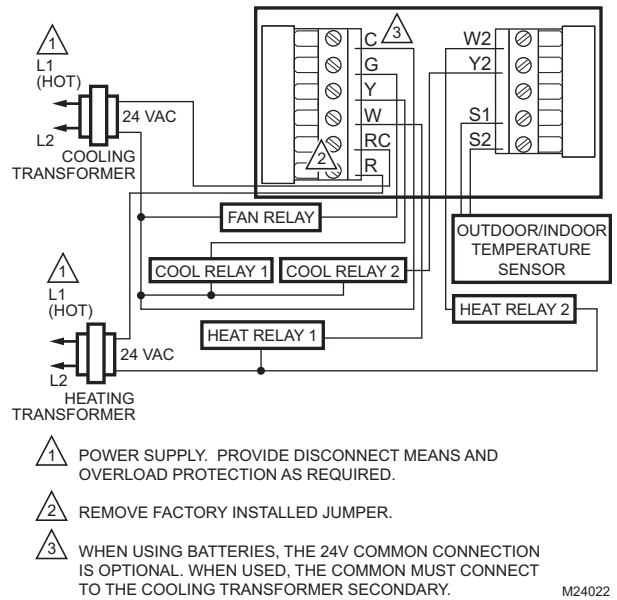 1
L1
(HOT)
24 VAC
L2
COOLING
TRANSFORMER
C
3
G
Y
W
RC
2
R
W2
Y2
S1
S2
FAN RELAY
OUTDOOR/INDOOR
TEMPERATURE
SENSOR
COOL RELAY 1
COOL RELAY 2
1
L1
(HOT)
24 VAC
L2
HEATING
TRANSFORMER
HEAT RELAY 1
HEAT RELAY 2
1 POWER SUPPLY. PROVIDE DISCONNECT MEANS AND
OVERLOAD PROTECTION AS REQUIRED.
2 REMOVE FACTORY INSTALLED JUMPER.
3 WHEN USING BATTERIES, THE 24V COMMON CONNECTION
IS OPTIONAL. WHEN USED, THE COMMON MUST CONNECT
TO THE COOLING TRANSFORMER SECONDARY.
M24022